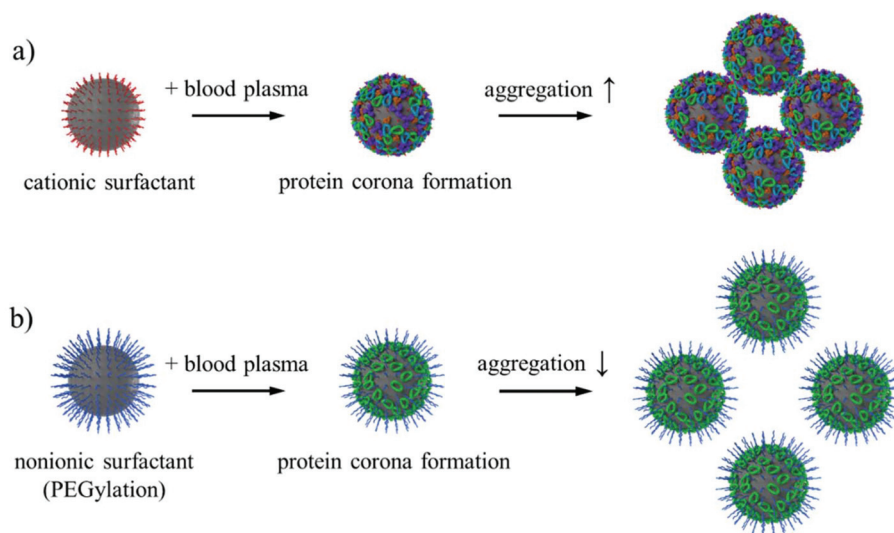 a)
+ blood plasma
aggregation ↑
cationic surfactant
protein corona formation
b)
+ blood plasma
aggregation ↓
nonionic surfactant
(PEGylation)
protein corona formation